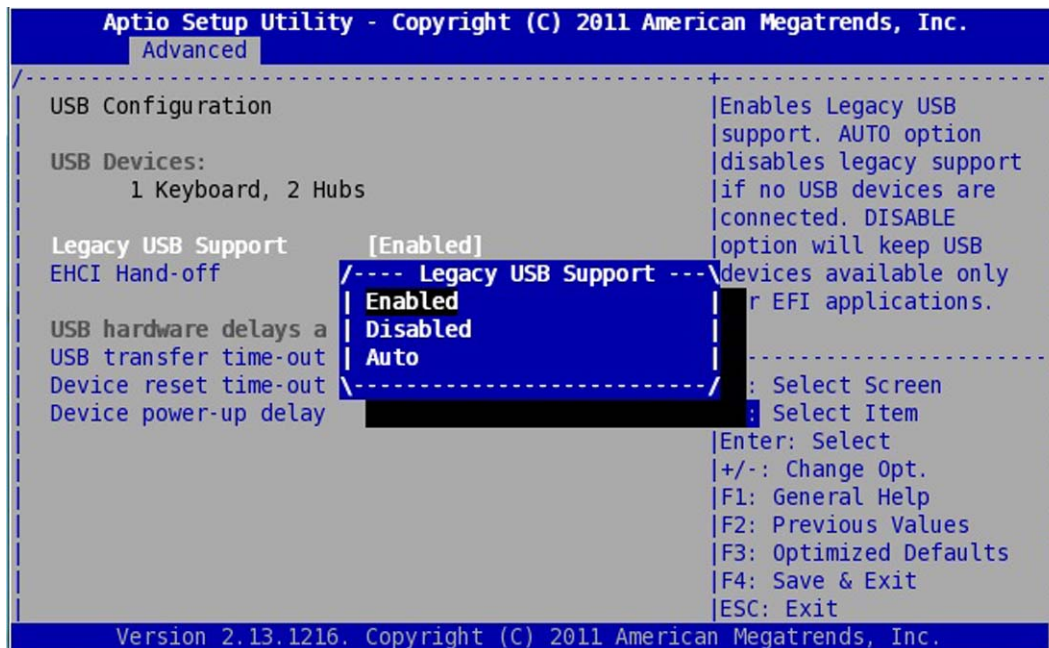 Aptio Setup Utility - Copyright (C) 2011 American Megatrends, Inc.
Advanced
USB Configuration
USB Devices:
1 Keyboard, 2 Hubs
Legacy USB Support [Enabled]
EHCI Hand-off
USB hardware delays a
USB transfer time-out
Device reset time-out
Device power-up delay
Legacy USB Support
Enabled
Disabled
Auto
Enables Legacy USB
support. AUTO option
disables legacy support
if no USB devices are
connected. DISABLE
option will keep USB
devices available only
r EFI applications.
: Select Screen
: Select Item
Enter: Select
+/-: Change Opt.
F1: General Help
F2: Previous Values
F3: Optimized Defaults
F4: Save & Exit
ESC: Exit
Version 2.13.1216. Copyright (C) 2011 American Megatrends, Inc.